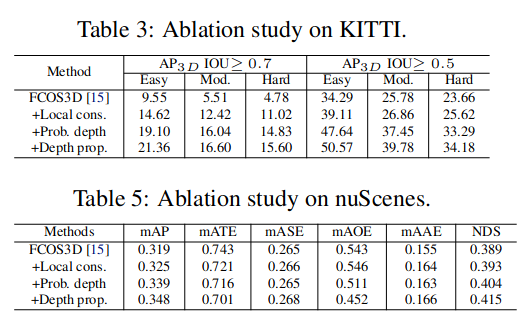 Table 3: Ablation study on KITTI.
Method AP3D IOU≥ 0.7 AP3D IOU≥ 0.5
Easy Mod. Hard Easy Mod. Hard
FCOS3D [15] 9.55 5.51 4.78 34.29 25.78 23.66
+Local cons. 14.62 12.42 11.02 39.11 26.86 25.62
+Prob. depth 19.10 16.04 14.83 47.64 37.45 33.29
+Depth prop. 21.36 16.60 15.60 50.57 39.78 34.18
Table 5: Ablation study on nuScenes.
Methods mAP mATE mASE mAOE mAAE NDS
FCOS3D [15] 0.319 0.743 0.265 0.543 0.155 0.389
+Local cons. 0.325 0.721 0.266 0.546 0.164 0.393
+Prob. depth 0.339 0.716 0.265 0.511 0.163 0.404
+Depth prop. 0.348 0.701 0.268 0.452 0.166 0.415